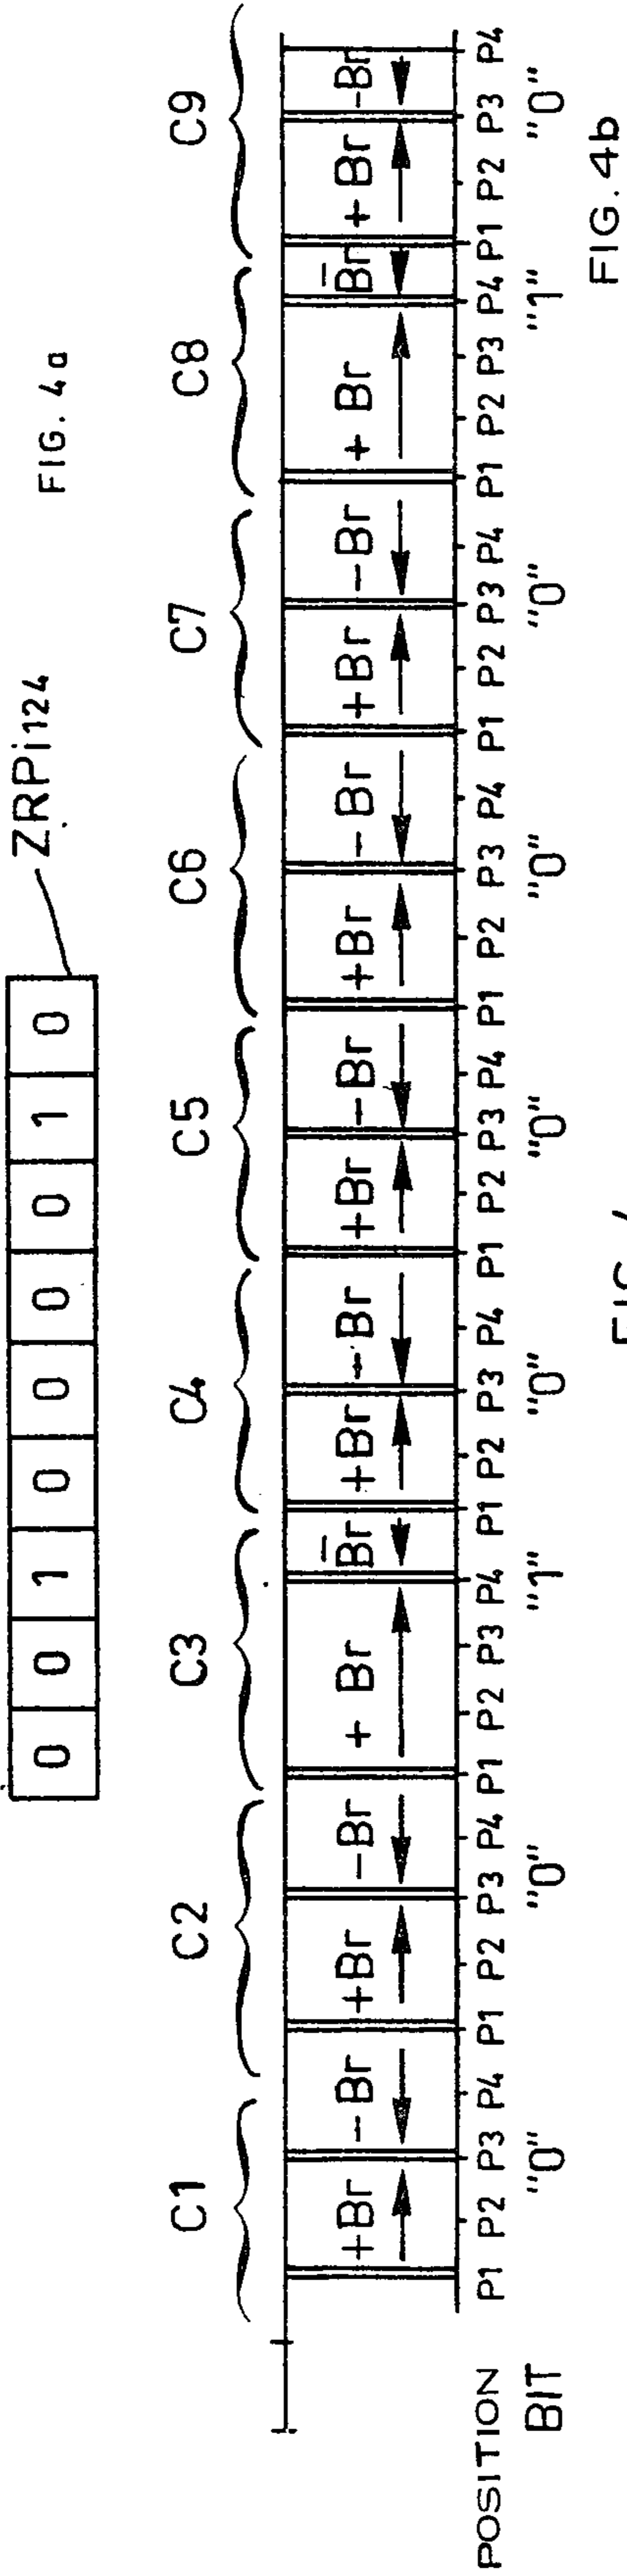 0 0 1 0 0 0 0 1 0
ZRPi124
FIG. 4a
C1 C2 C3 C4 C5 C6 C7 C8 C9
+Br -Br +Br -Br + Br B̅r +Br -Br +Br -Br +Br -Br +Br -Br + Br B̅r +Br -Br
POSITION P1 P2 P3 P4 P1 P2 P3 P4 P1 P2 P3 P4 P1 P2 P3 P4 P1 P2 P3 P4 P1 P2 P3 P4 P1 P2 P3 P4 P1 P2 P3 P4 P1 P2 P3 P4
BIT "0" "0" "1" "0" "0" "0" "0" "1" "0"
FIG. 4b